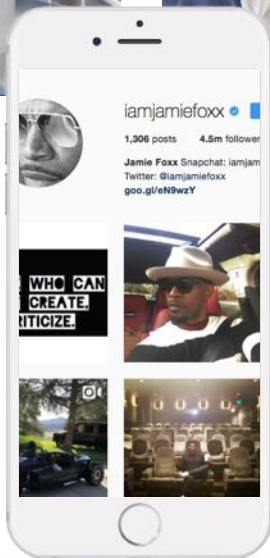 iamjamiefoxx
1,306 posts 4.5m follower
Jamie Foxx Snapchat: iamjam
Twitter: @iamjamiefoxx
goo.gl/eN9wzY
WHO CAN
CREATE,
RITICIZE.